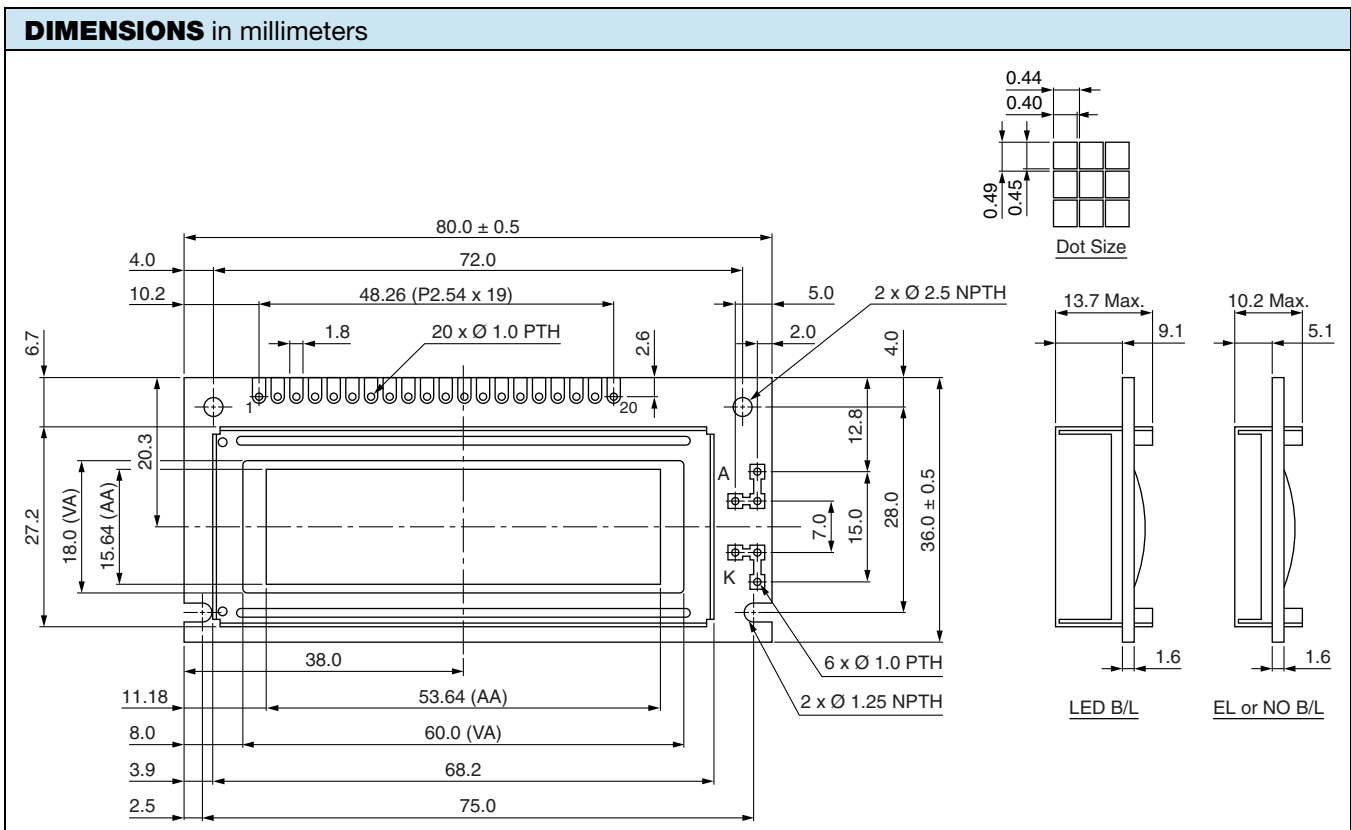 DIMENSIONS in millimeters
0.44
0.40
0.49
0.45
Dot Size
80.0 ± 0.5
4.0
72.0
10.2
48.26 (P2.54 x 19)
5.0
2 x Ø 2.5 NPTH
13.7 Max.
10.2 Max.
6.7
1.8
20 x Ø 1.0 PTH
2.6
2.0
4.0
9.1
5.1
1
20
20.3
12.8
27.2
18.0 (VA)
15.64 (AA)
A
7.0
15.0
28.0
36.0 ± 0.5
K
38.0
6 x Ø 1.0 PTH
1.6
1.6
11.18
53.64 (AA)
2 x Ø 1.25 NPTH
LED B/L
EL or NO B/L
8.0
60.0 (VA)
3.9
68.2
2.5
75.0